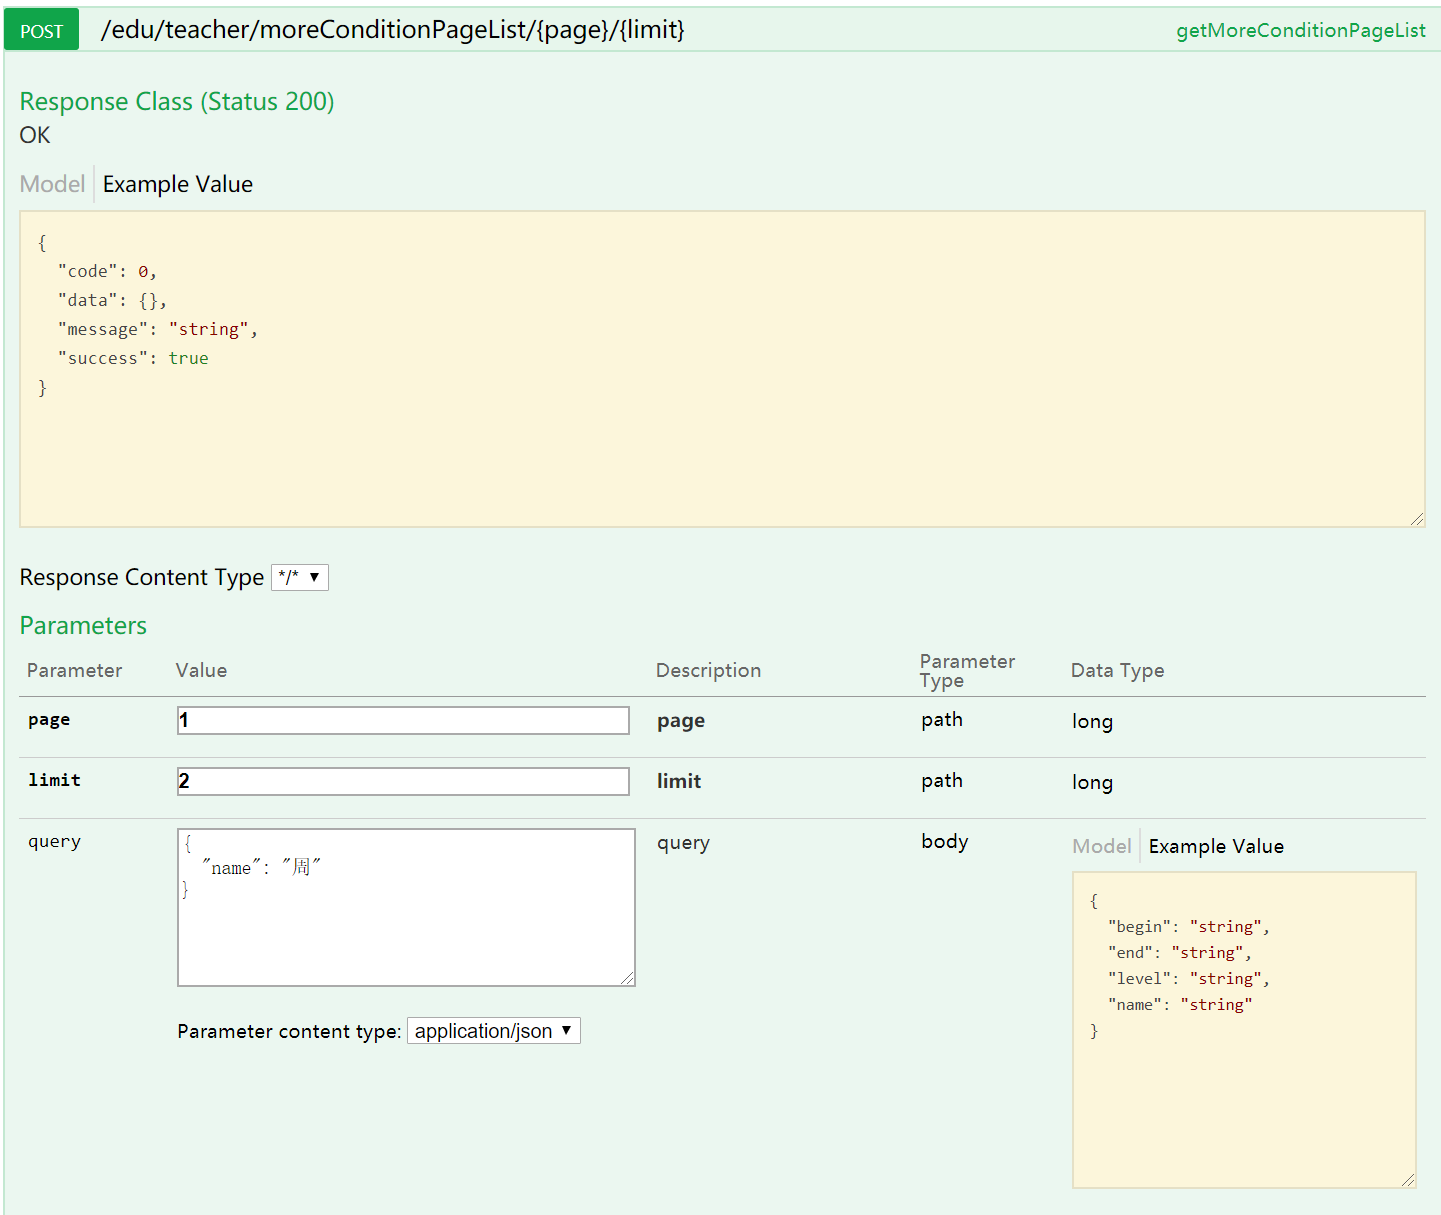 POST /edu/teacher/moreConditionPageList/{page}/{limit} getMoreConditionPageList
Response Class (Status 200)
OK
Model Example Value
{
"code": 0,
"data": {},
"message": "string",
"success": true
}
Response Content Type */*
Parameters
Parameter Value Description Parameter Type Data Type
page 1 page path long
limit 2 limit path long
query
{
"name": "周"
}
query body
Model Example Value
{
"begin": "string",
"end": "string",
"level": "string",
"name": "string"
}
Parameter content type: application/json